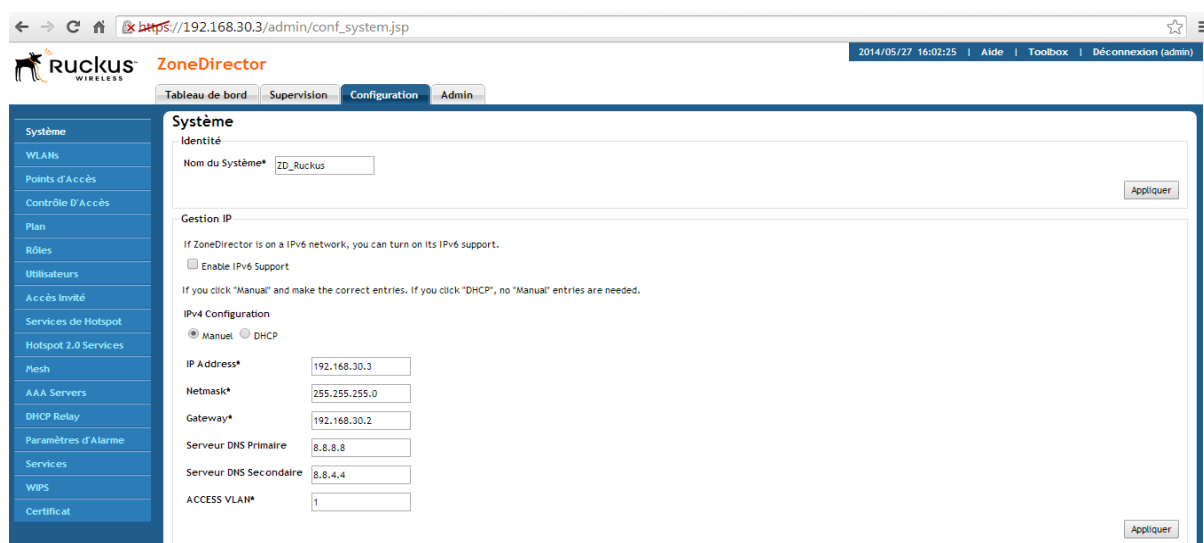 https://192.168.30.3/admin/conf_system.jsp
2014/05/27 16:02:25 | Aide | Toolbox | Déconnexion (admin)
Ruckus WIRELESS
ZoneDirector
Tableau de bord Supervision Configuration Admin
Système
WLANs
Points d'Accès
Contrôle D'Accès
Plan
Rôles
Utilisateurs
Accès Invité
Services de Hotspot
Hotspot 2.0 Services
Mesh
AAA Servers
DHCP Relay
Paramètres d'Alarme
Services
WIPS
Certificat
Système
Identité
Nom du Système* ZD_Ruckus
Appliquer
Gestion IP
If ZoneDirector is on a IPv6 network, you can turn on its IPv6 support.
Enable IPv6 Support
If you click "Manual" and make the correct entries. If you click "DHCP", no "Manual" entries are needed.
IPv4 Configuration
Manuel DHCP
IP Address* 192.168.30.3
Netmask* 255.255.255.0
Gateway* 192.168.30.2
Serveur DNS Primaire 8.8.8.8
Serveur DNS Secondaire 8.8.4.4
ACCESS VLAN* 1
Appliquer